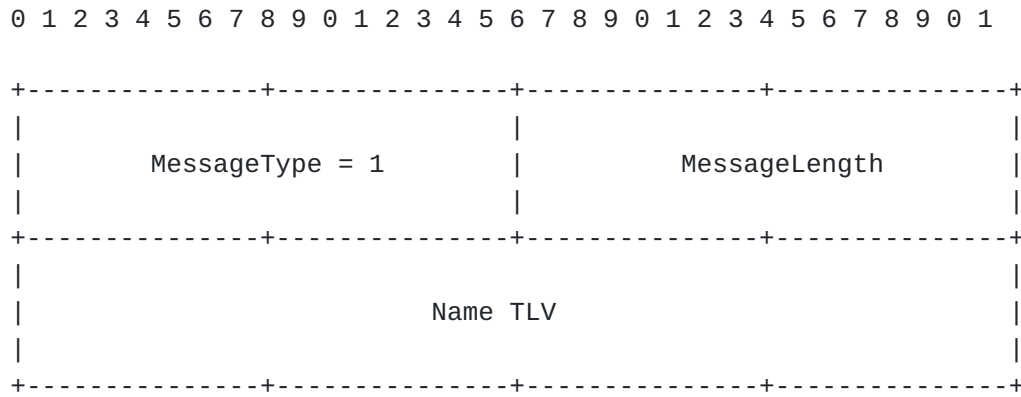 0 1 2 3 4 5 6 7 8 9 0 1 2 3 4 5 6 7 8 9 0 1 2 3 4 5 6 7 8 9 0 1
+---------------+---------------+---------------+---------------+
|                               |                               |
|        MessageType = 1        |          MessageLength        |
|                               |                               |
+---------------+---------------+---------------+---------------+
|                                                               |
|                          Name TLV                             |
|                                                               |
+---------------+---------------+---------------+---------------+